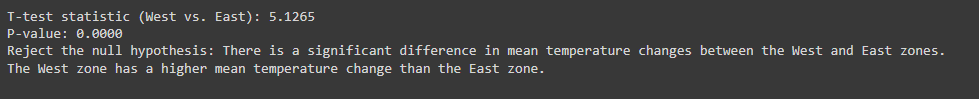 T-test statistic (West vs. East): 5.1265
P-value: 0.0000
Reject the null hypothesis: There is a significant difference in mean temperature changes between the West and East zones.
The West zone has a higher mean temperature change than the East zone.